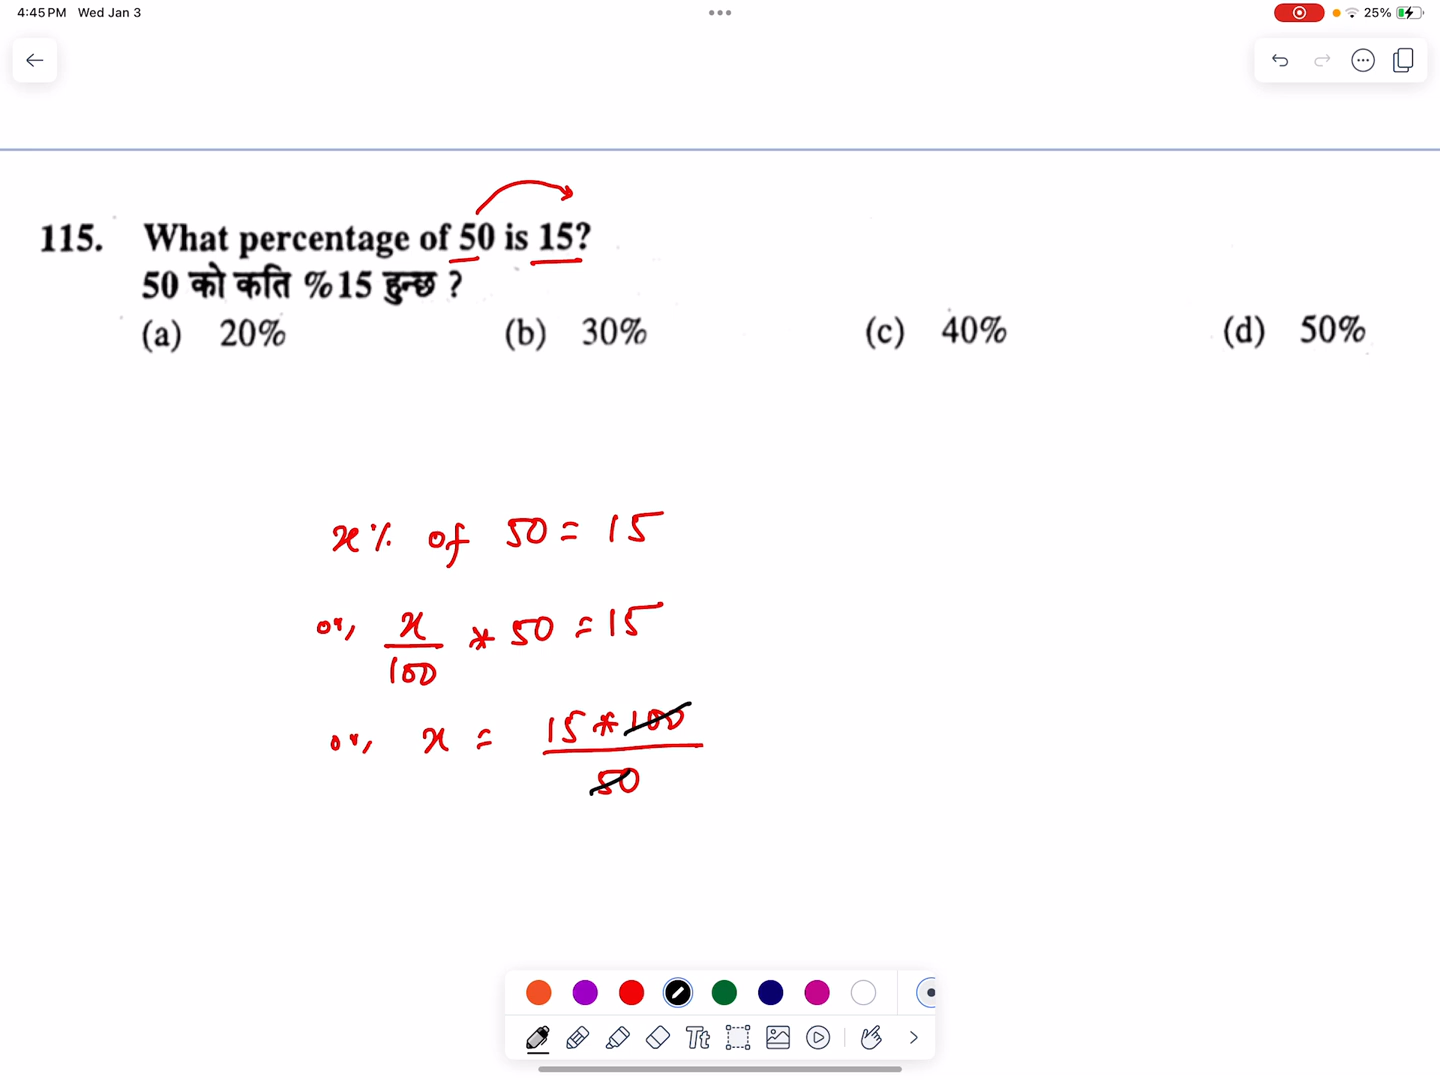 4:45 PM Wed Jan 3
25%
115. What percentage of 50 is 15?
50 को कति % 15 हुन्छ ?
(a) 20% (b) 30% (c) 40% (d) 50%
x% of 50 = 15
or, x/100 * 50 = 15
or, x = 15 * 100 / 50
Tt